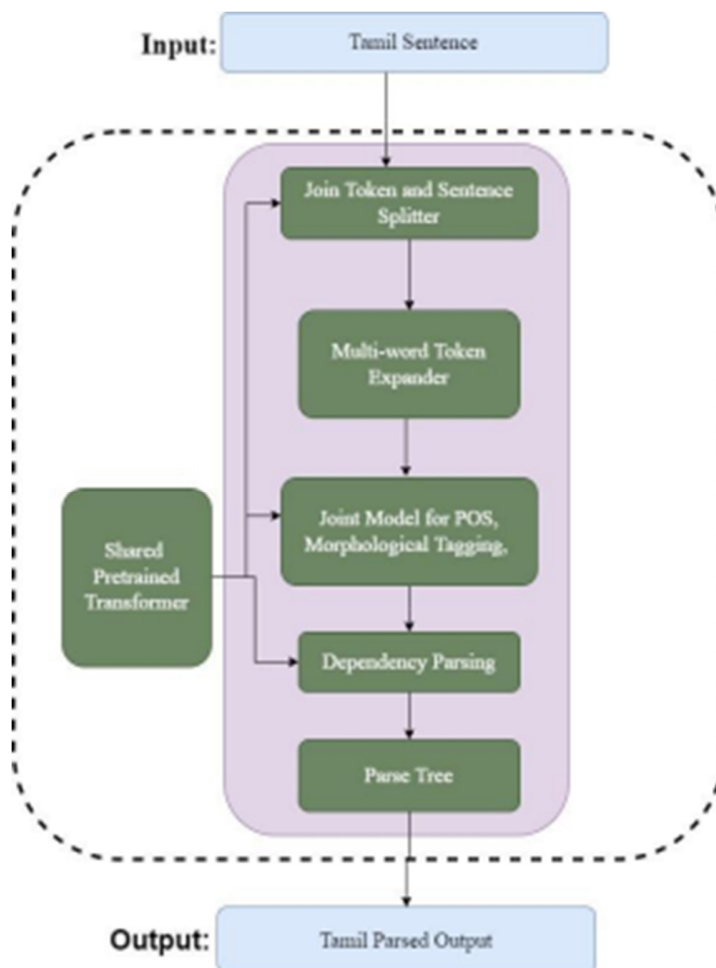 Input:
Tamil Sentence
Join Token and Sentence
Splitter
Multi-word Token
Expander
Joint Model for POS,
Morphological Tagging,
Shared
Pretrained
Transformer
Dependency Parsing
Parse Tree
Output:
Tamil Parsed Output